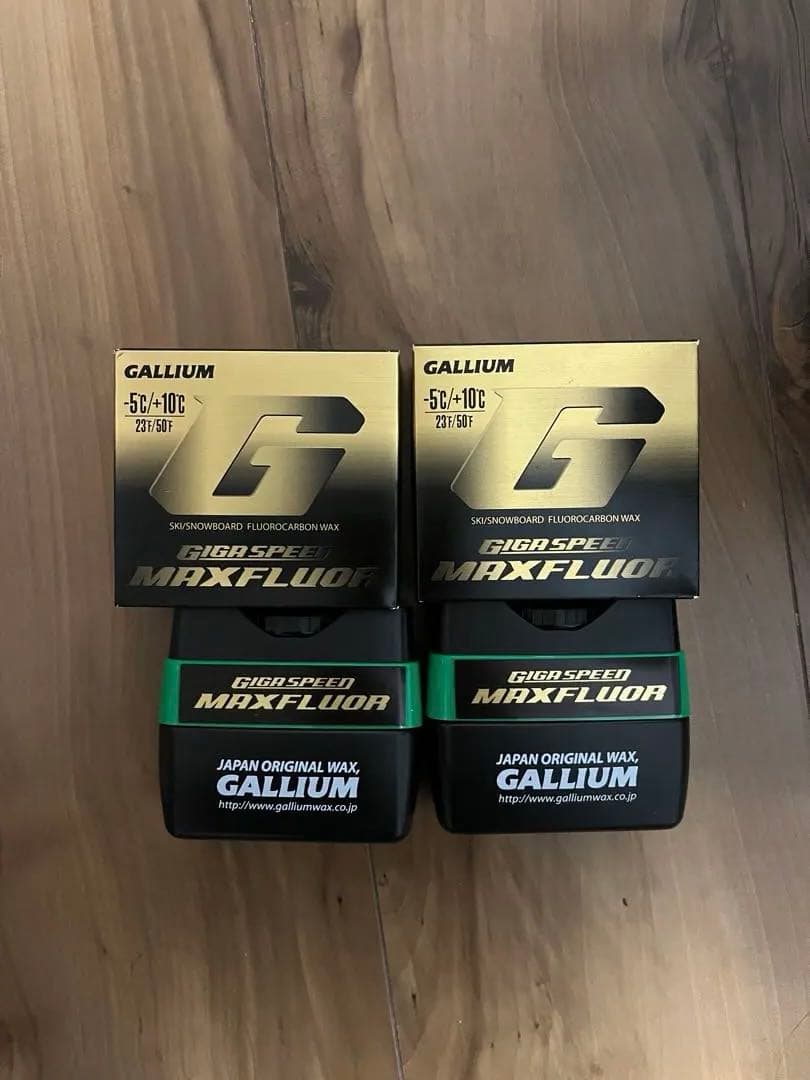 GALLIUM
-5℃/+10℃
23℉/50℉
G
SKI/SNOWBOARD FLUOROCARBON WAX
GIGA SPEED
MAXFLUOR
GALLIUM
-5℃/+10℃
23℉/50℉
G
SKI/SNOWBOARD FLUOROCARBON WAX
GIGA SPEED
MAXFLUOR
GIGA SPEED
MAXFLUOR
JAPAN ORIGINAL WAX,
GALLIUM
http://www.galliumwax.co.jp
GIGA SPEED
MAXFLUOR
JAPAN ORIGINAL WAX,
GALLIUM
http://www.galliumwax.co.jp